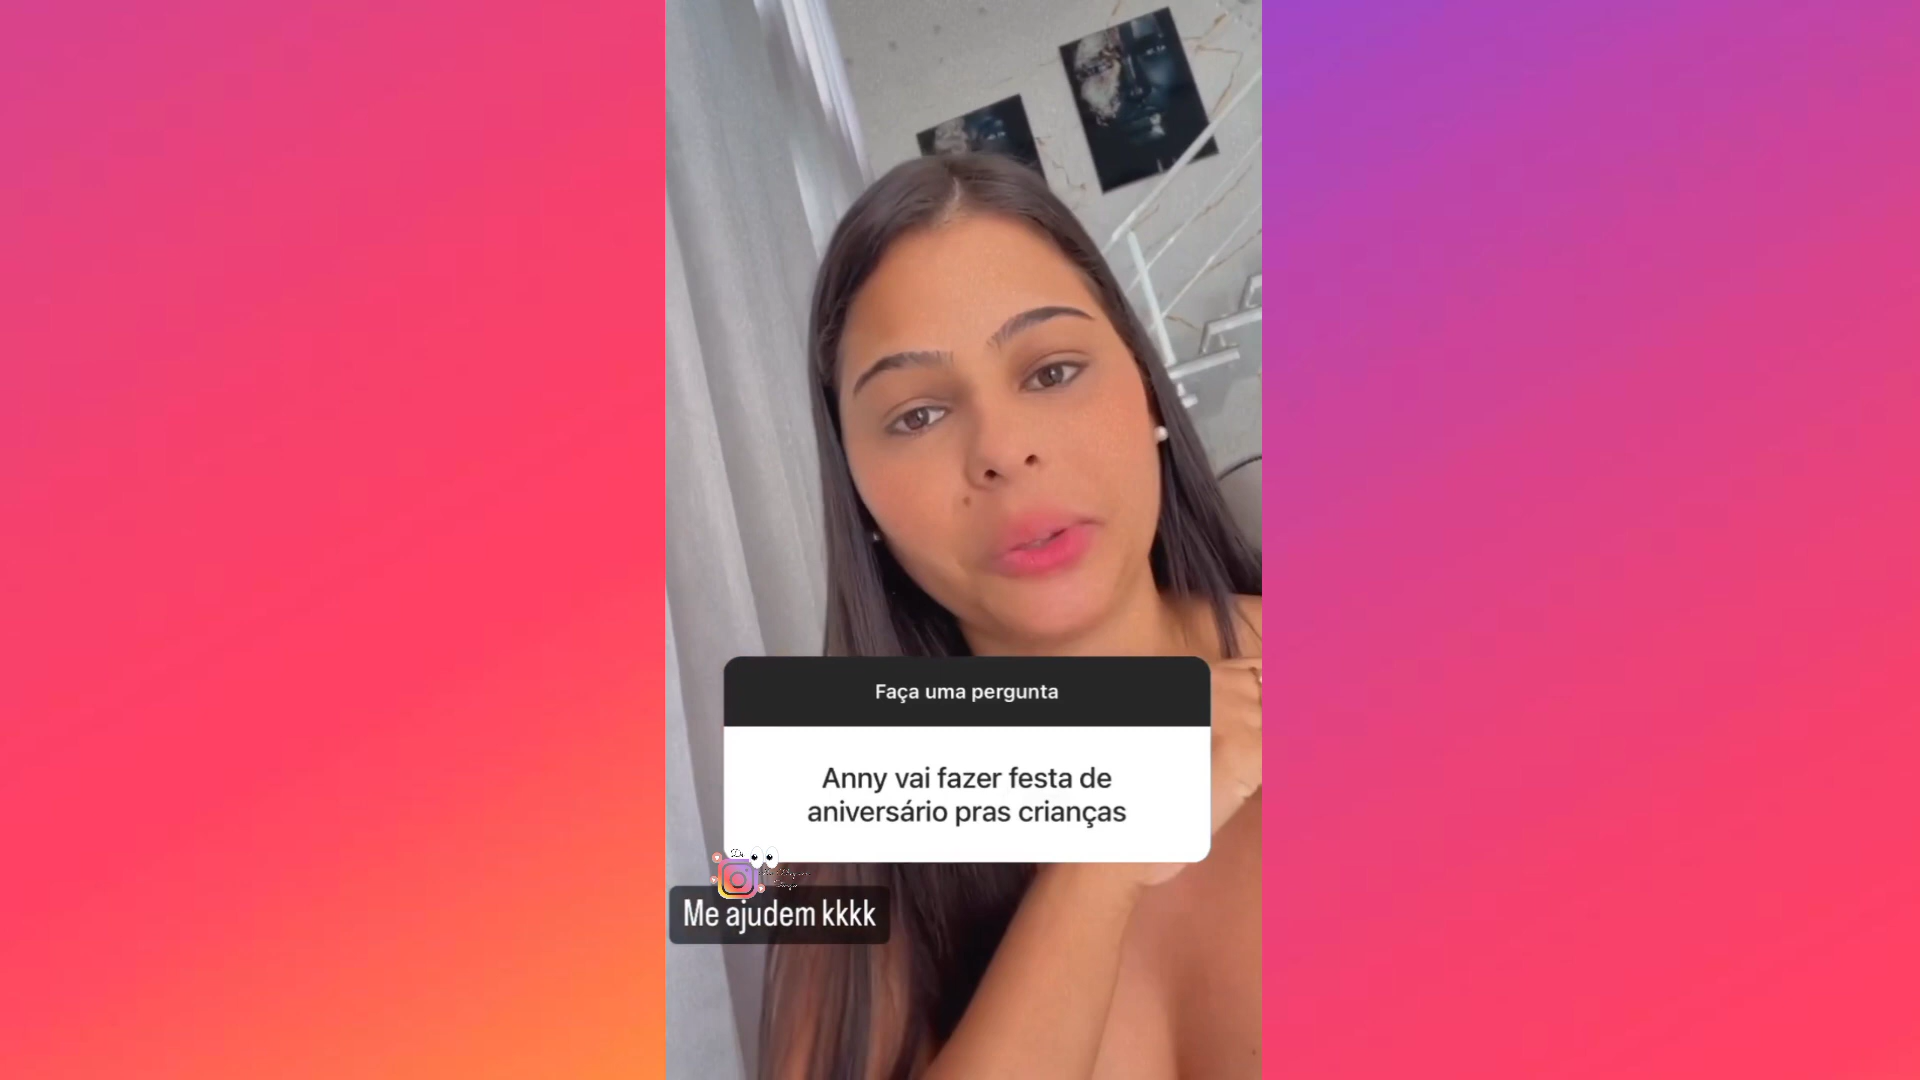 Faça uma pergunta
Anny vai fazer festa de
aniversário pras crianças
Me ajudem kkkk